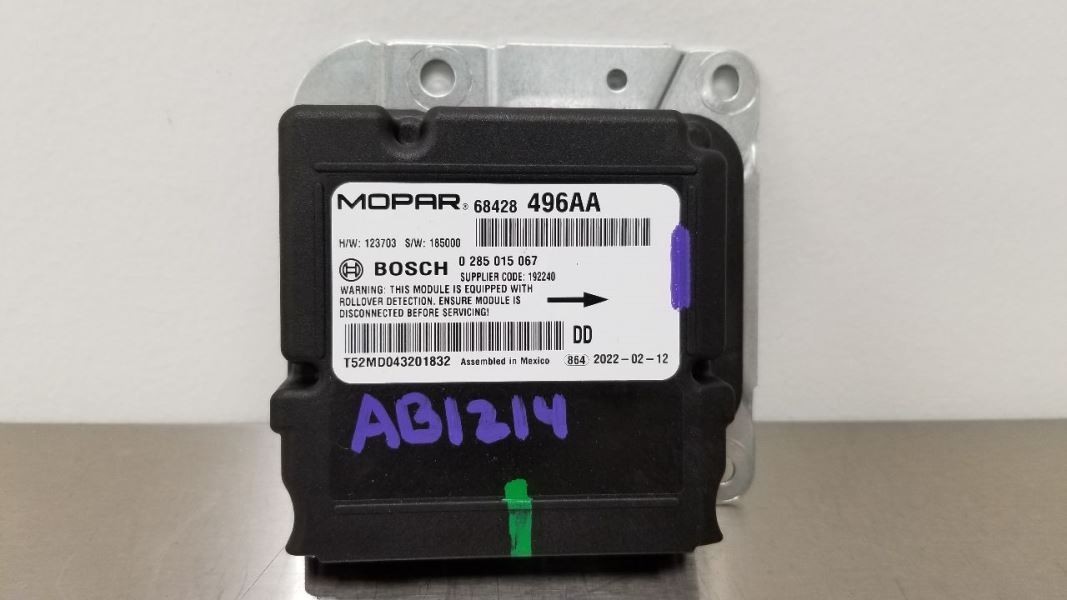 MOPAR® 68428 496AA
H/W: 123703 S/W: 185000
BOSCH 0 285 015 067
SUPPLIER CODE: 192240
WARNING: THIS MODULE IS EQUIPPED WITH
ROLLOVER DETECTION. ENSURE MODULE IS
DISCONNECTED BEFORE SERVICING!
DD
T52MD043201832 Assembled in Mexico 864 2022-02-12
AB1214